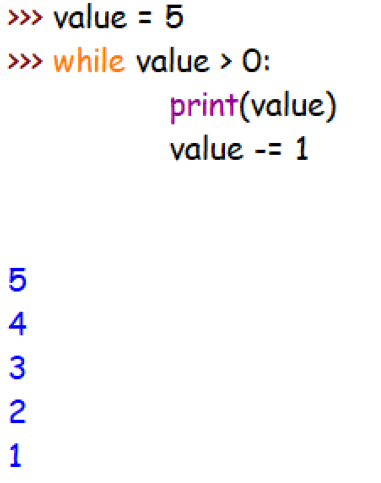 >>> value = 5
>>> while value > 0:
print(value)
value -= 1
5
4
3
2
1